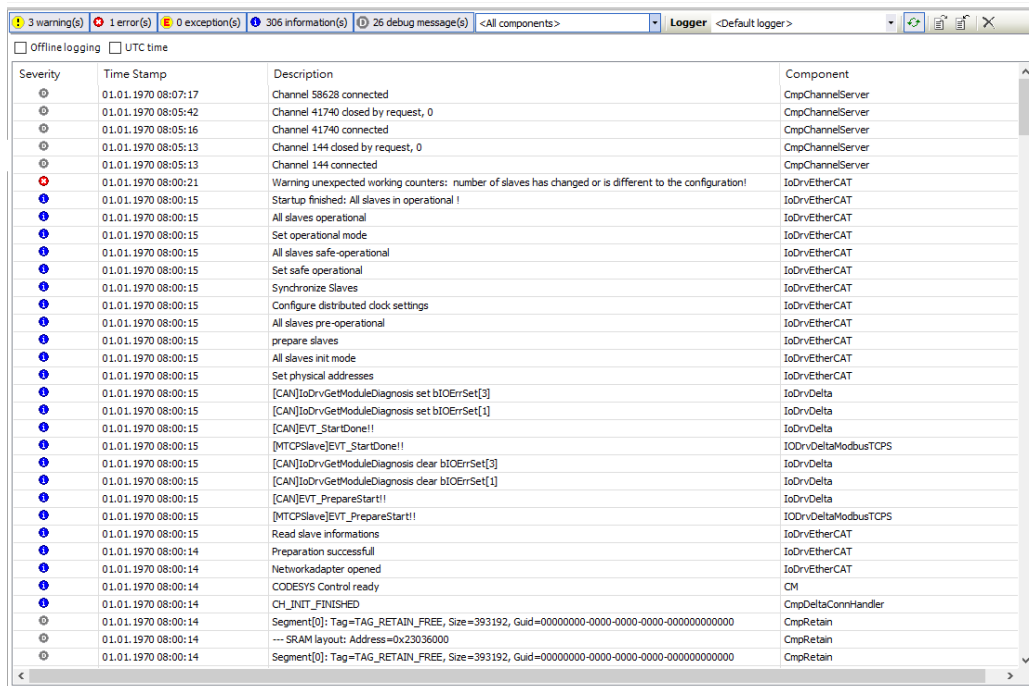 3 warning(s) 1 error(s) 0 exception(s) 306 information(s) 26 debug message(s) <All components> Logger <Default logger>
Offline logging UTC time
Severity Time Stamp Description Component
01.01.1970 08:07:17 Channel 58628 connected CmpChannelServer
01.01.1970 08:05:42 Channel 41740 closed by request, 0 CmpChannelServer
01.01.1970 08:05:16 Channel 41740 connected CmpChannelServer
01.01.1970 08:05:13 Channel 144 closed by request, 0 CmpChannelServer
01.01.1970 08:05:13 Channel 144 connected CmpChannelServer
01.01.1970 08:00:21 Warning unexpected working counters: number of slaves has changed or is different to the configuration! IoDrvEtherCAT
01.01.1970 08:00:15 Startup finished: All slaves in operational ! IoDrvEtherCAT
01.01.1970 08:00:15 All slaves operational IoDrvEtherCAT
01.01.1970 08:00:15 Set operational mode IoDrvEtherCAT
01.01.1970 08:00:15 All slaves safe-operational IoDrvEtherCAT
01.01.1970 08:00:15 Set safe operational IoDrvEtherCAT
01.01.1970 08:00:15 Synchronize Slaves IoDrvEtherCAT
01.01.1970 08:00:15 Configure distributed clock settings IoDrvEtherCAT
01.01.1970 08:00:15 All slaves pre-operational IoDrvEtherCAT
01.01.1970 08:00:15 prepare slaves IoDrvEtherCAT
01.01.1970 08:00:15 All slaves init mode IoDrvEtherCAT
01.01.1970 08:00:15 Set physical addresses IoDrvEtherCAT
01.01.1970 08:00:15 [CAN]IoDrvGetModuleDiagnosis set bIOErrSet[3] IoDrvDelta
01.01.1970 08:00:15 [CAN]IoDrvGetModuleDiagnosis set bIOErrSet[1] IoDrvDelta
01.01.1970 08:00:15 [CAN]EVT_StartDone!! IoDrvDelta
01.01.1970 08:00:15 [MTCPSlave]EVT_StartDone!! IODrvDeltaModbusTCPS
01.01.1970 08:00:15 [CAN]IoDrvGetModuleDiagnosis clear bIOErrSet[3] IoDrvDelta
01.01.1970 08:00:15 [CAN]IoDrvGetModuleDiagnosis clear bIOErrSet[1] IoDrvDelta
01.01.1970 08:00:15 [CAN]EVT_PrepareStart!! IoDrvDelta
01.01.1970 08:00:15 [MTCPSlave]EVT_PrepareStart!! IODrvDeltaModbusTCPS
01.01.1970 08:00:15 Read slave informations IoDrvEtherCAT
01.01.1970 08:00:14 Preparation successfull IoDrvEtherCAT
01.01.1970 08:00:14 Networkadapter opened IoDrvEtherCAT
01.01.1970 08:00:14 CODESYS Control ready CM
01.01.1970 08:00:14 CH_INIT_FINISHED CmpDeltaConnHandler
01.01.1970 08:00:14 Segment[0]: Tag=TAG_RETAIN_FREE, Size=393192, Guid=00000000-0000-0000-0000-000000000000 CmpRetain
01.01.1970 08:00:14 --- SRAM layout: Address=0x23036000 CmpRetain
01.01.1970 08:00:14 Segment[0]: Tag=TAG_RETAIN_FREE, Size=393192, Guid=00000000-0000-0000-0000-000000000000 CmpRetain